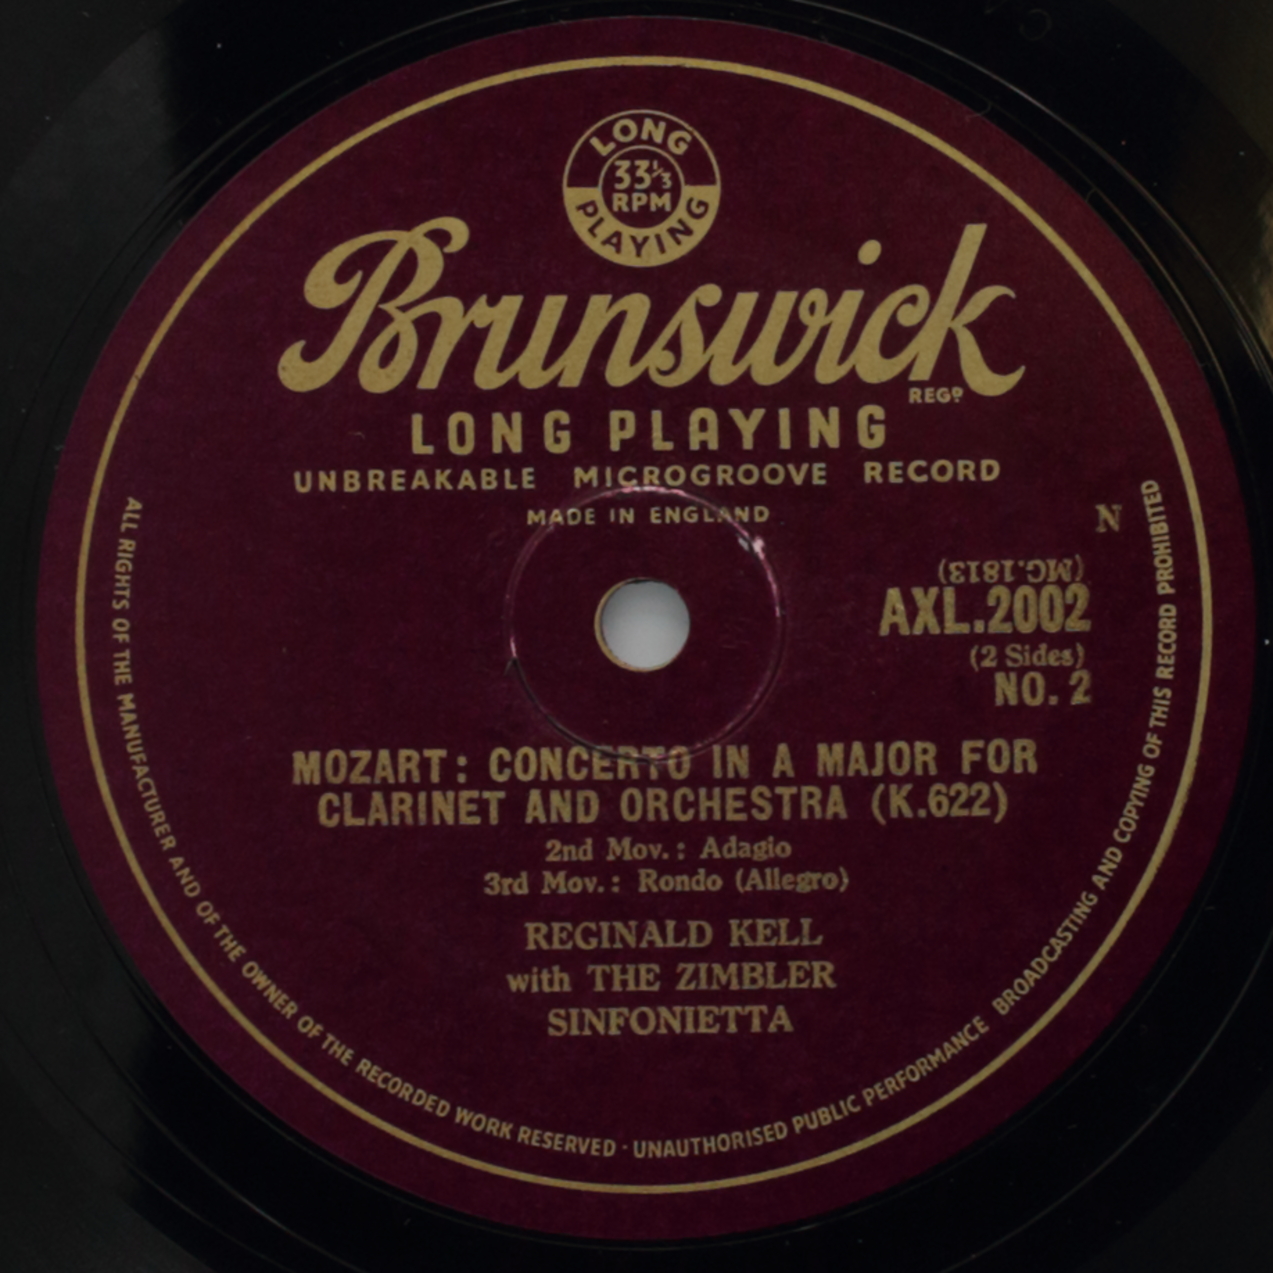 LONG
33⅓
RPM
PLAYING
Brunswick
REGD
LONG PLAYING
UNBREAKABLE MICROGROOVE RECORD
MADE IN ENGLAND
N
(MG.1813)
AXL.2002
(2 Sides)
NO. 2
MOZART: CONCERTO IN A MAJOR FOR
CLARINET AND ORCHESTRA (K.622)
2nd Mov.: Adagio
3rd Mov.: Rondo (Allegro)
REGINALD KELL
with THE ZIMBLER
SINFONIETTA
ALL RIGHTS OF THE MANUFACTURER AND OF THE OWNER OF THE RECORDED WORK RESERVED · UNAUTHORISED PUBLIC PERFORMANCE BROADCASTING AND COPYING OF THIS RECORD PROHIBITED